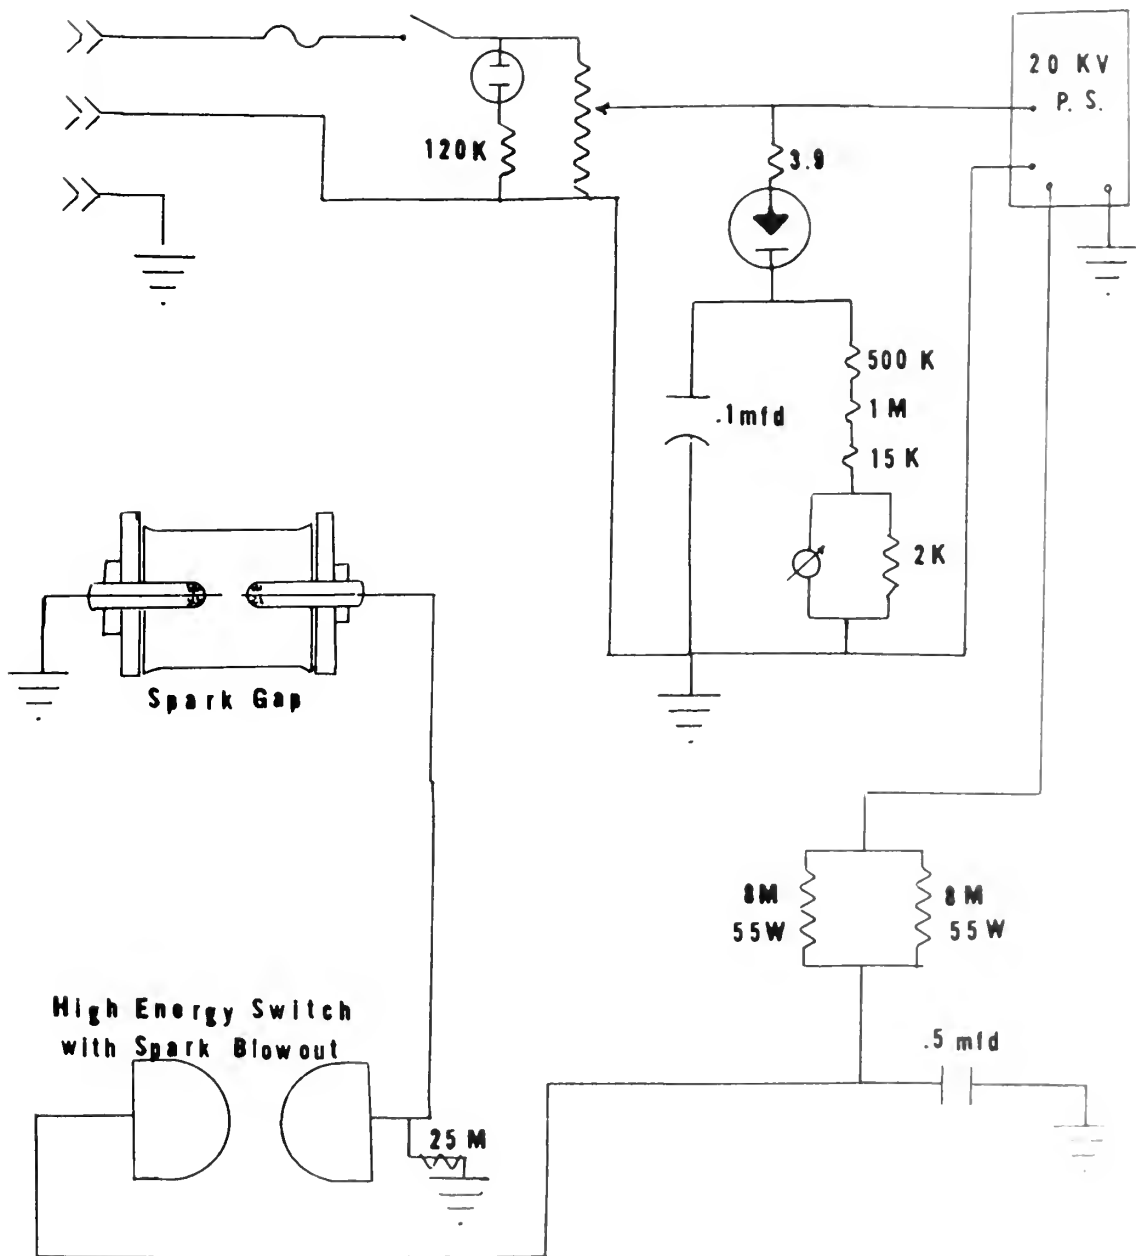 20 KV
P. S.
120K
3.9
500 K
.1mfd
1 M
15 K
2K
Spark Gap
8M
55W
8 M
55 W
High Energy Switch
with Spark Blowout
.5 mfd
25 M